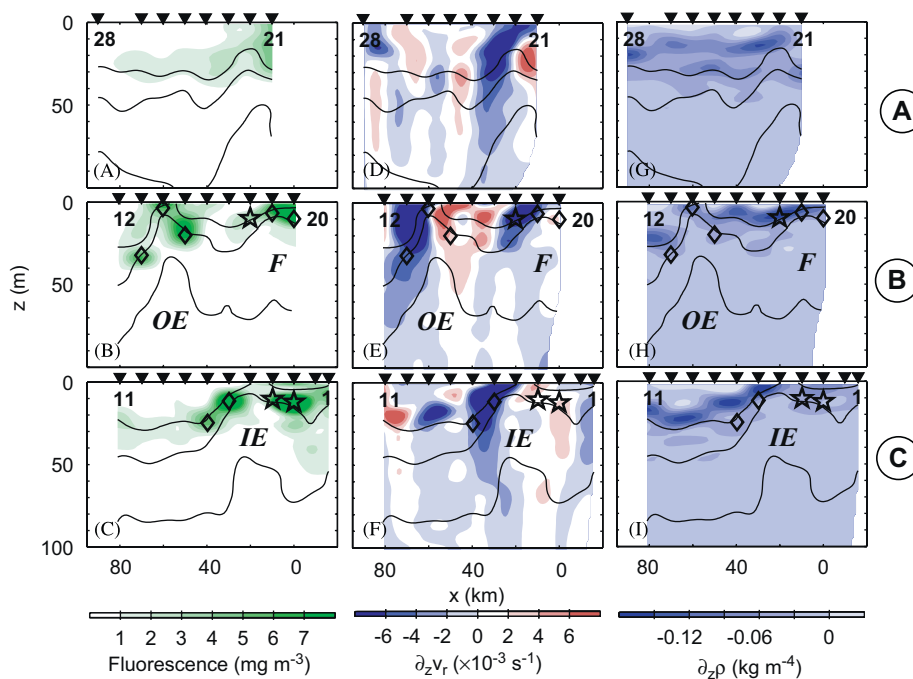 0
28
21
50
(A)
28
21
(D)
28
21
(G)
A
0
12
20
50
OE
F
(B)
12
OE
F
(E)
12
20
OE
F
(H)
B
z (m)
0
11
1
50
IE
(C)
100
11
IE
1
(F)
11
IE
1
(I)
C
80 40 0
80 40 0
80 40 0
x (km)
1 2 3 4 5 6 7
-6 -4 -2 0 2 4 6
-0.12 -0.06 0
Fluorescence (mg m⁻³)
∂zvr (×10⁻³ s⁻¹)
∂zρ (kg m⁻⁴)